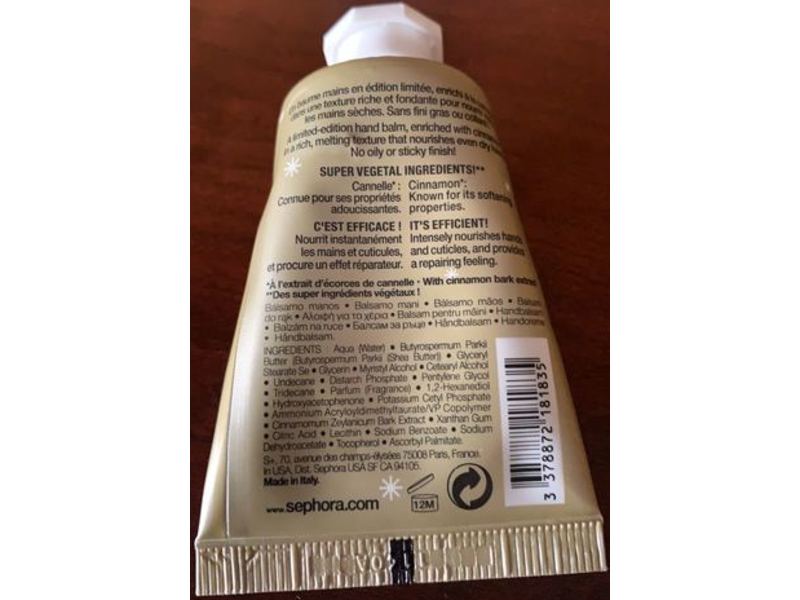 Un baume mains en édition limitée, enrichi à la
dans une texture riche et fondante pour nourrir
les mains sèches. Sans fini gras ou collant.
A limited-edition hand balm, enriched with cinnamon
in a rich, melting texture that nourishes even dry hands.
No oily or sticky finish!
SUPER VEGETAL INGREDIENTS!**
Cannelle* : Cinnamon*:
Connue pour ses propriétés Known for its softening
adoucissantes. properties.
C'EST EFFICACE ! IT'S EFFICIENT!
Nourrit instantanément Intensely nourishes hands
les mains et cuticules, and cuticles, and provides
et procure un effet réparateur. a repairing feeling.
*À l'extrait d'écorces de cannelle • With cinnamon bark extract
**Des super ingrédients végétaux !
Bálsamo manos • Balsamo mani • Bálsamo mãos • Balsam
do rąk • Αλοιφή για τα χέρια • Balsam pentru mâini • Handbalsam
• Balzám na ruce • Балсам за ръце • Håndbalsam • Handcreme
• Håndbalsam.
INGREDIENTS : Aqua (Water) • Butyrospermum Parkii
Butter (Butyrospermum Parkii (Shea Butter)) • Glyceryl
Stearate Se • Glycerin • Myristyl Alcohol • Cetearyl Alcohol
• Undecane • Distarch Phosphate • Pentylene Glycol
• Tridecane • Parfum (Fragrance) • 1,2-Hexanediol
• Hydroxyacetophenone • Potassium Cetyl Phosphate
• Ammonium Acryloyldimethyltaurate/VP Copolymer
• Cinnamomum Zeylanicum Bark Extract • Xanthan Gum
• Citric Acid • Lecithin • Sodium Benzoate • Sodium
Dehydroacetate • Tocopherol • Ascorbyl Palmitate.
S+, 70, avenue des champs-élysées 75008 Paris, France.
In USA, Dist. Sephora USA SF CA 94105.
Made in Italy.
www.sephora.com
12M
3 378872 181835